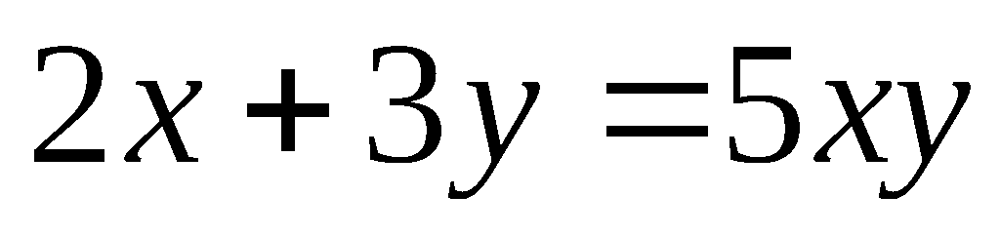 2x + 3y = 5xy